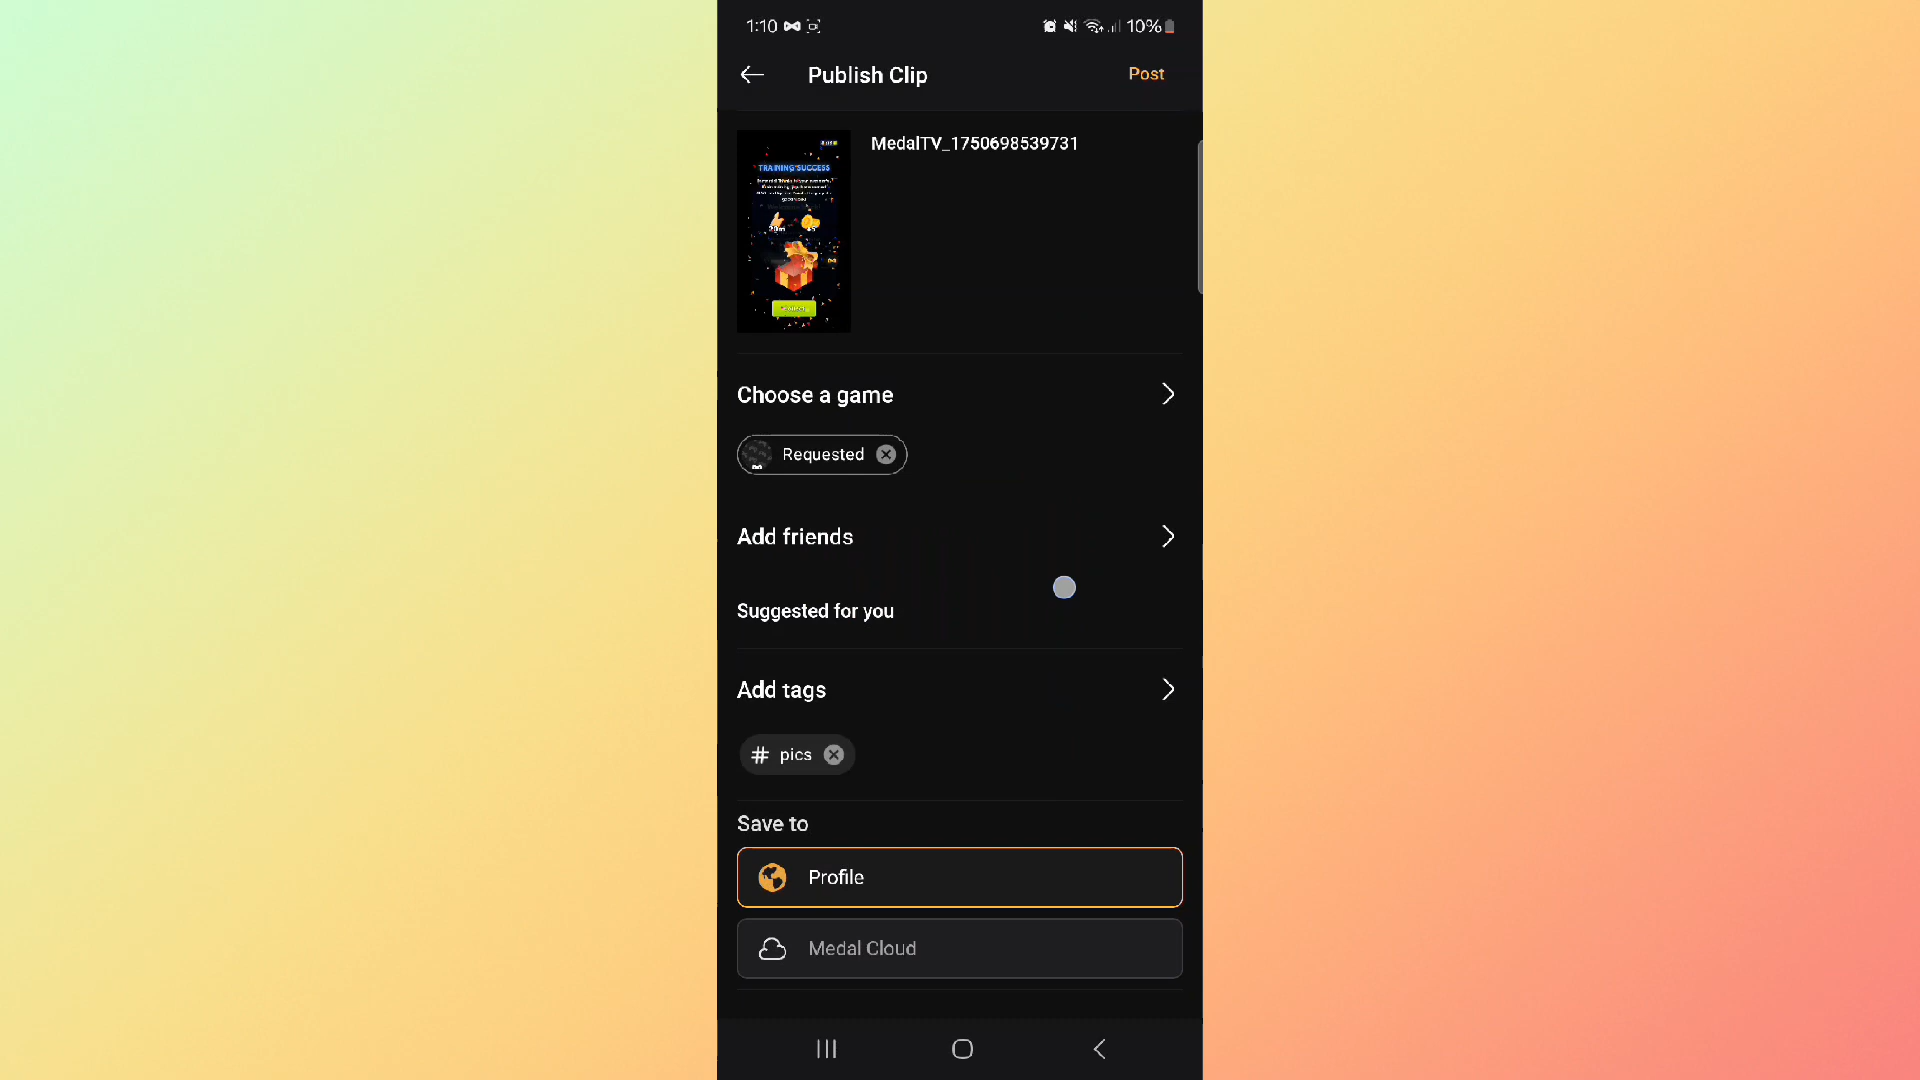 1:10
10%
Publish Clip
Post
MedalTV_1750698539731
TRAINING SUCCESS
Choose a game
Requested
Add friends
Suggested for you
Add tags
# pics
Save to
Profile
Medal Cloud